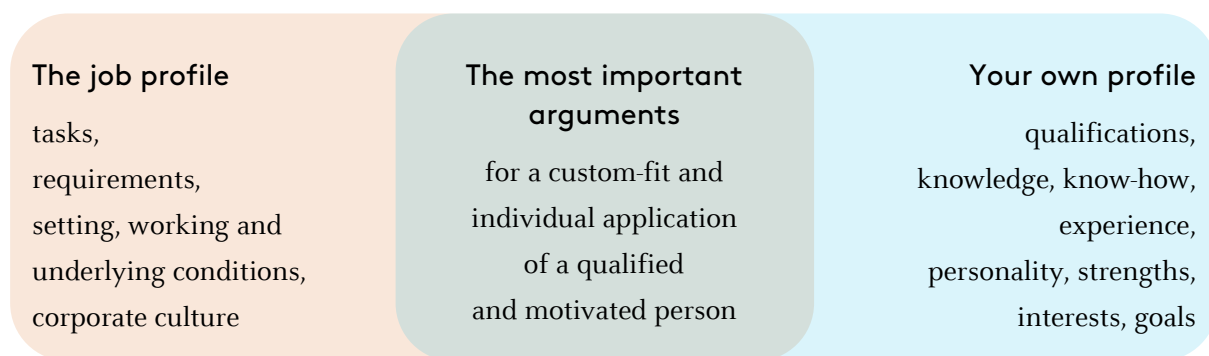 The job profile
tasks,
requirements,
setting, working and
underlying conditions,
corporate culture
The most important
arguments
for a custom-fit and
individual application
of a qualified
and motivated person
Your own profile
qualifications,
knowledge, know-how,
experience,
personality, strengths,
interests, goals